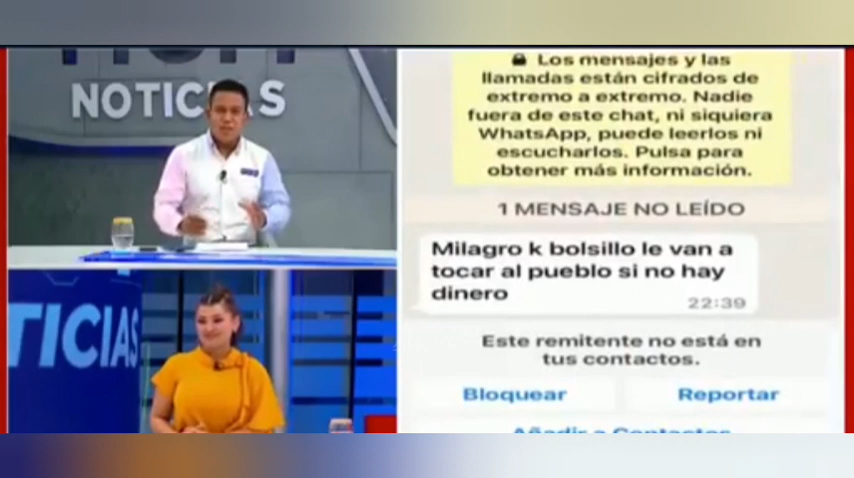 NOTICIAS
TICIAS
Los mensajes y las
llamadas están cifrados de
extremo a extremo. Nadie
fuera de este chat, ni siquiera
WhatsApp, puede leerlos ni
escucharlos. Pulsa para
obtener más información.
1 MENSAJE NO LEÍDO
Milagro k bolsillo le van a
tocar al pueblo si no hay
dinero
22:39
Este remitente no está en
tus contactos.
Bloquear
Reportar
Añadir a Contactos